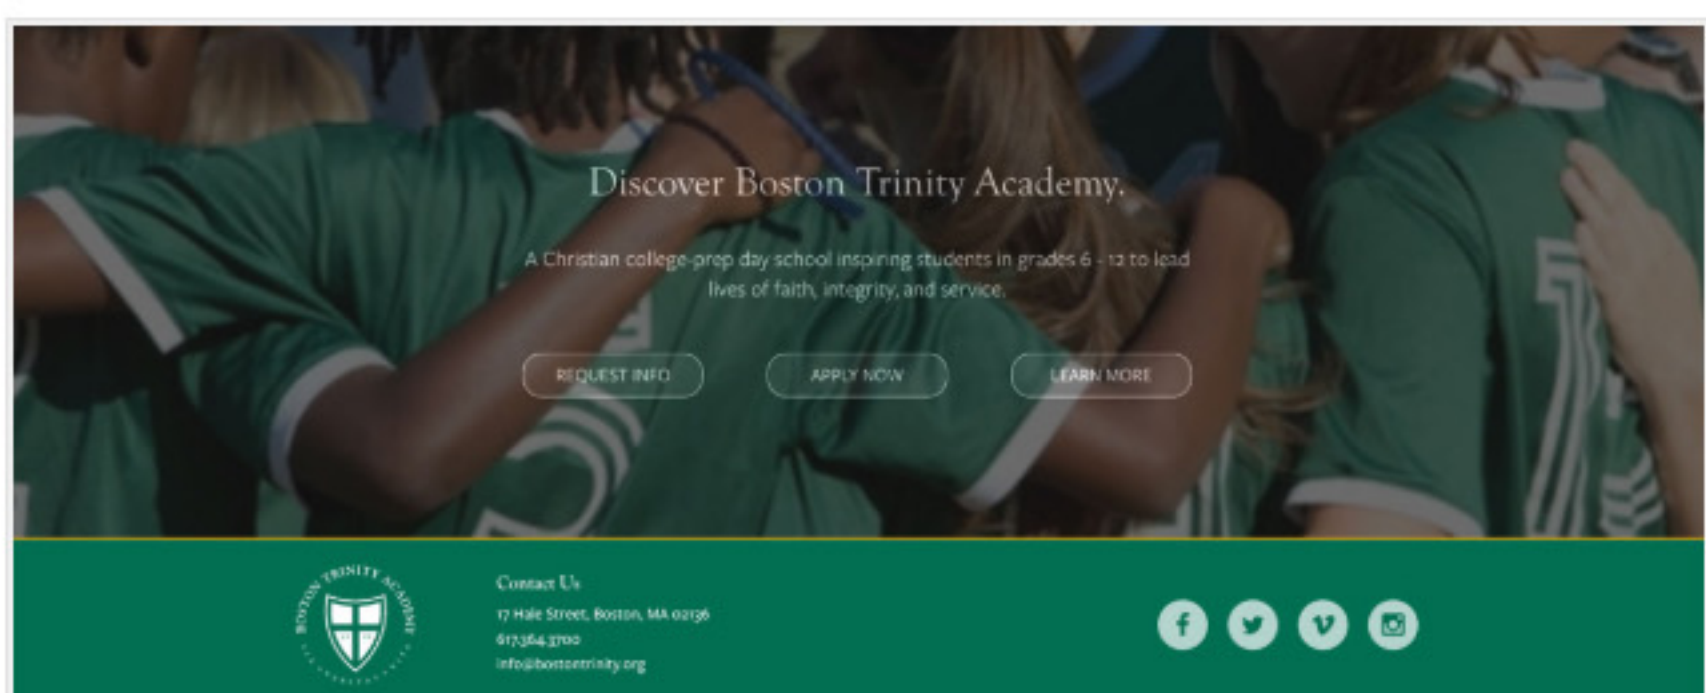 Discover Boston Trinity Academy.
A Christian college-prep day school inspiring students in grades 6 - 12 to lead
lives of faith, integrity, and service.
REQUEST INFO
APPLY NOW
LEARN MORE
BOSTON TRINITY ACADEMY
Contact Us
17 Hale Street, Boston, MA 02136
617.364.3700
info@bostontrinity.org